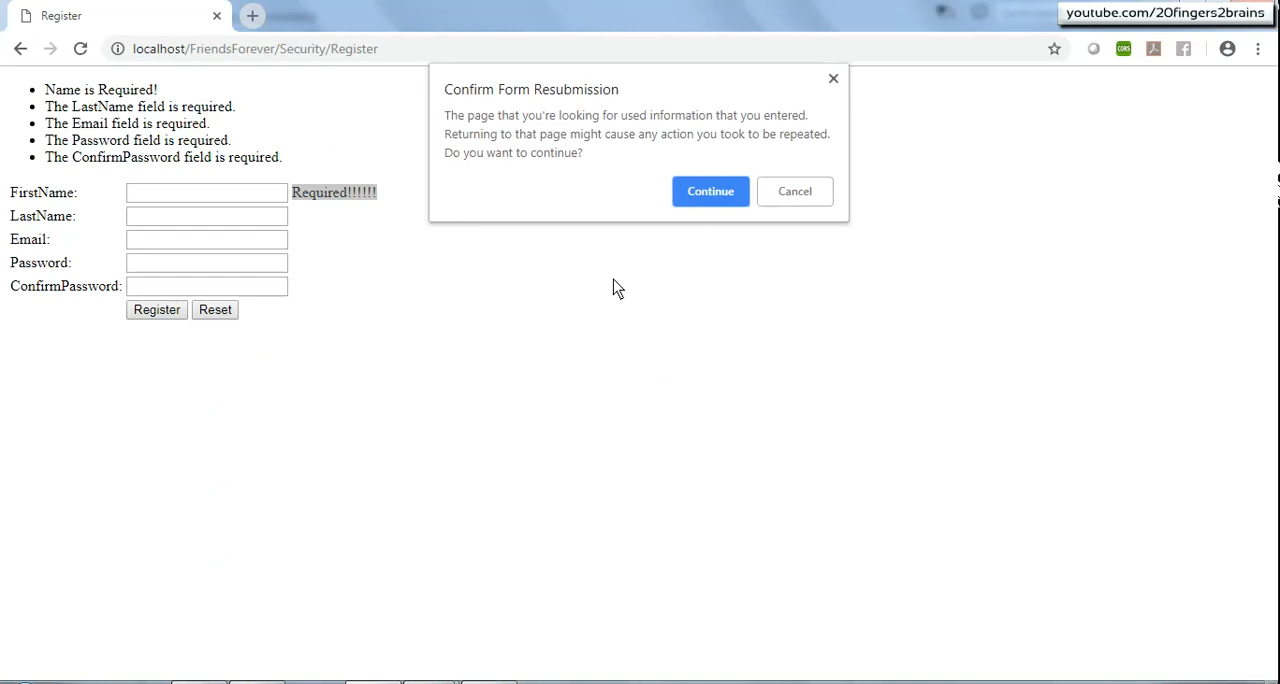 Register
youtube.com/20fingers2brains
localhost/FriendsForever/Security/Register
CORS
Confirm Form Resubmission
The page that you're looking for used information that you entered.
Returning to that page might cause any action you took to be repeated.
Do you want to continue?
Continue
Cancel
Name is Required!
The LastName field is required.
The Email field is required.
The Password field is required.
The ConfirmPassword field is required.
FirstName:
Required!!!!!!
LastName:
Email:
Password:
ConfirmPassword:
Register
Reset